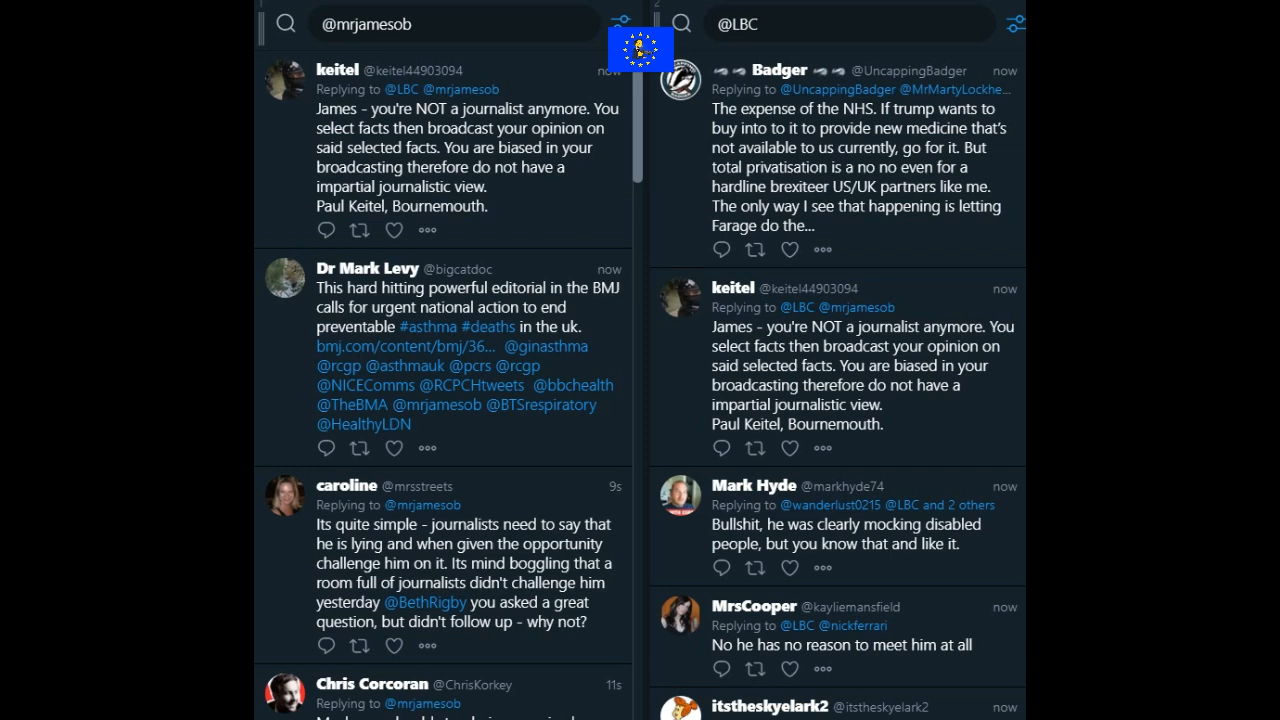 1
@mrjamesob
keitel @keitel44903094 now
Replying to @LBC @mrjamesob
James - you're NOT a journalist anymore. You
select facts then broadcast your opinion on
said selected facts. You are biased in your
broadcasting therefore do not have a
impartial journalistic view.
Paul Keitel, Bournemouth.
Dr Mark Levy @bigcatdoc now
This hard hitting powerful editorial in the BMJ
calls for urgent national action to end
preventable #asthma #deaths in the uk.
bmj.com/content/bmj/36... @ginasthma
@rcgp @asthmauk @pcrs @rcgp
@NICEComms @RCPCHtweets @bbchealth
@TheBMA @mrjamesob @BTSrespiratory
@HealthyLDN
caroline @mrsstreets 9s
Replying to @mrjamesob
Its quite simple - journalists need to say that
he is lying and when given the opportunity
challenge him on it. Its mind boggling that a
room full of journalists didn't challenge him
yesterday @BethRigby you asked a great
question, but didn't follow up - why not?
Chris Corcoran @ChrisKorkey 11s
Replying to @mrjamesob
2
@LBC
Badger @UncappingBadger now
Replying to @UncappingBadger @MrMartyLockhe...
The expense of the NHS. If trump wants to
buy into to it to provide new medicine that's
not available to us currently, go for it. But
total privatisation is a no no even for a
hardline brexiteer US/UK partners like me.
The only way I see that happening is letting
Farage do the...
keitel @keitel44903094 now
Replying to @LBC @mrjamesob
James - you're NOT a journalist anymore. You
select facts then broadcast your opinion on
said selected facts. You are biased in your
broadcasting therefore do not have a
impartial journalistic view.
Paul Keitel, Bournemouth.
Mark Hyde @markhyde74 now
Replying to @wanderlust0215 @LBC and 2 others
Bullshit, he was clearly mocking disabled
people, but you know that and like it.
MrsCooper @kayliemansfield now
Replying to @LBC @nickferrari
No he has no reason to meet him at all
itstheskyelark2 @itstheskyelark2 now